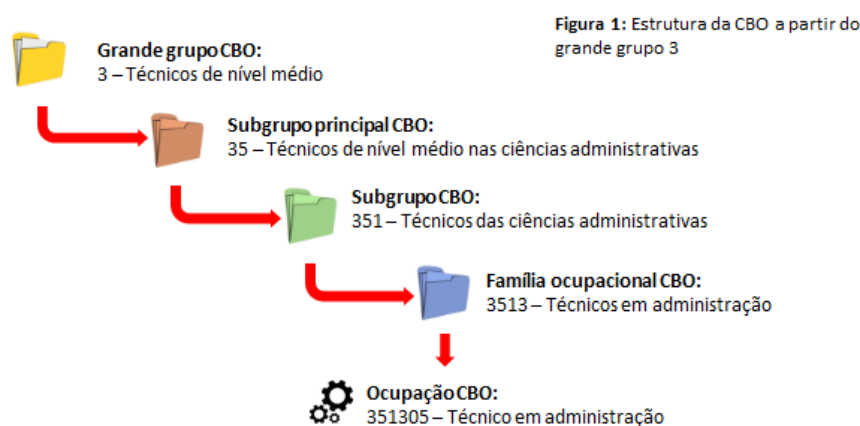 Figura 1: Estrutura da CBO a partir do
grande grupo 3
Grande grupo CBO:
3 – Técnicos de nível médio
Subgrupo principal CBO:
35 – Técnicos de nível médio nas ciências administrativas
Subgrupo CBO:
351 – Técnicos das ciências administrativas
Família ocupacional CBO:
3513 – Técnicos em administração
Ocupação CBO:
351305 – Técnico em administração